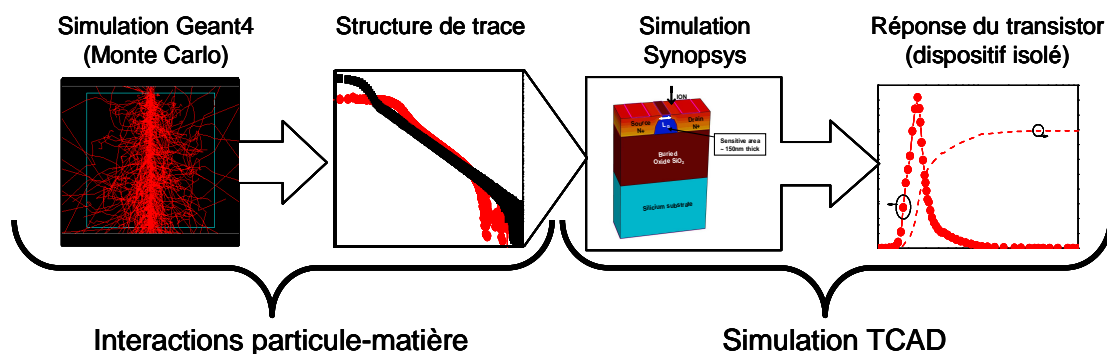 Simulation Geant4
(Monte Carlo)
Structure de trace
Simulation
Synopsys
Réponse du transistor
(dispositif isolé)
ION
Source
N+
Drain
N+
Sensitive area
~ 150nm thick
Buried
Oxide SiO₂
Silicium substrate
Interactions particule-matière
Simulation TCAD